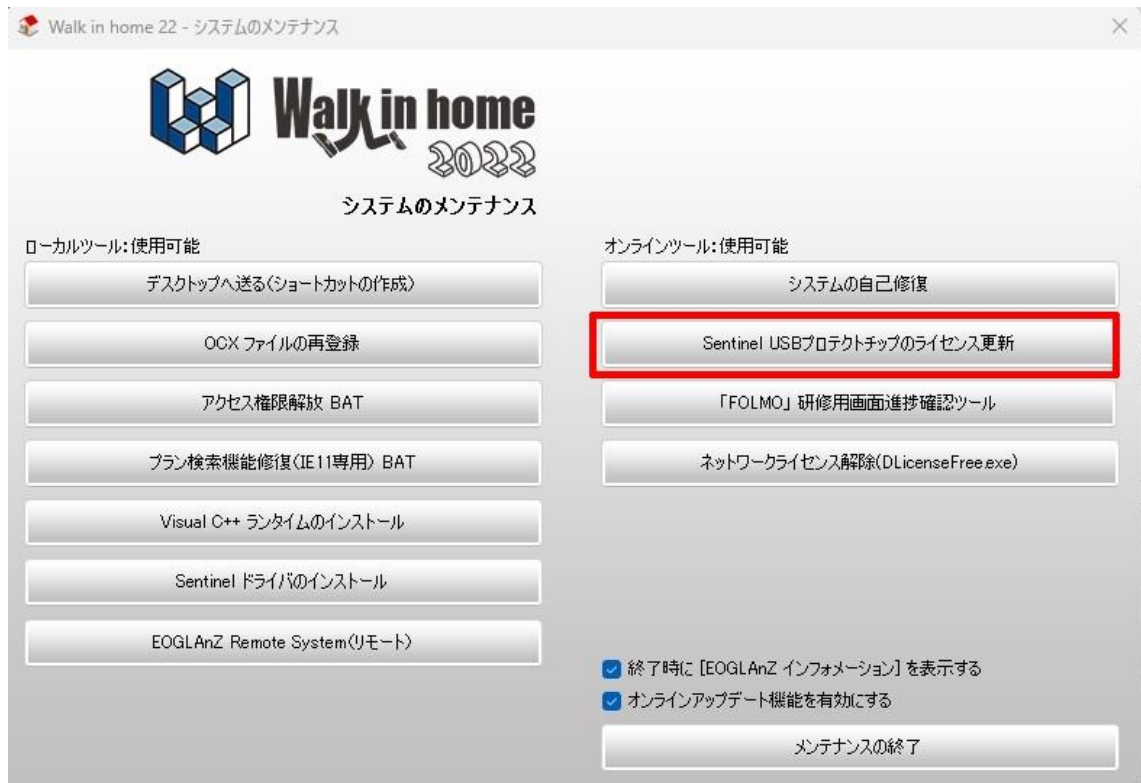 Walk in home 22 - システムのメンテナンス
Walk in home
2022
システムのメンテナンス
ローカルツール:使用可能
デスクトップへ送る(ショートカットの作成)
OCX ファイルの再登録
アクセス権限解放 BAT
プラン検索機能修復(IE11専用) BAT
Visual C++ ランタイムのインストール
Sentinel ドライバのインストール
EOGLAnZ Remote System(リモート)
オンラインツール:使用可能
システムの自己修復
Sentinel USBプロテクトチップのライセンス更新
「FOLMO」研修用画面進捗確認ツール
ネットワークライセンス解除(DLicenseFree.exe)
終了時に [EOGLAnZ インフォメーション] を表示する
オンラインアップデート機能を有効にする
メンテナンスの終了